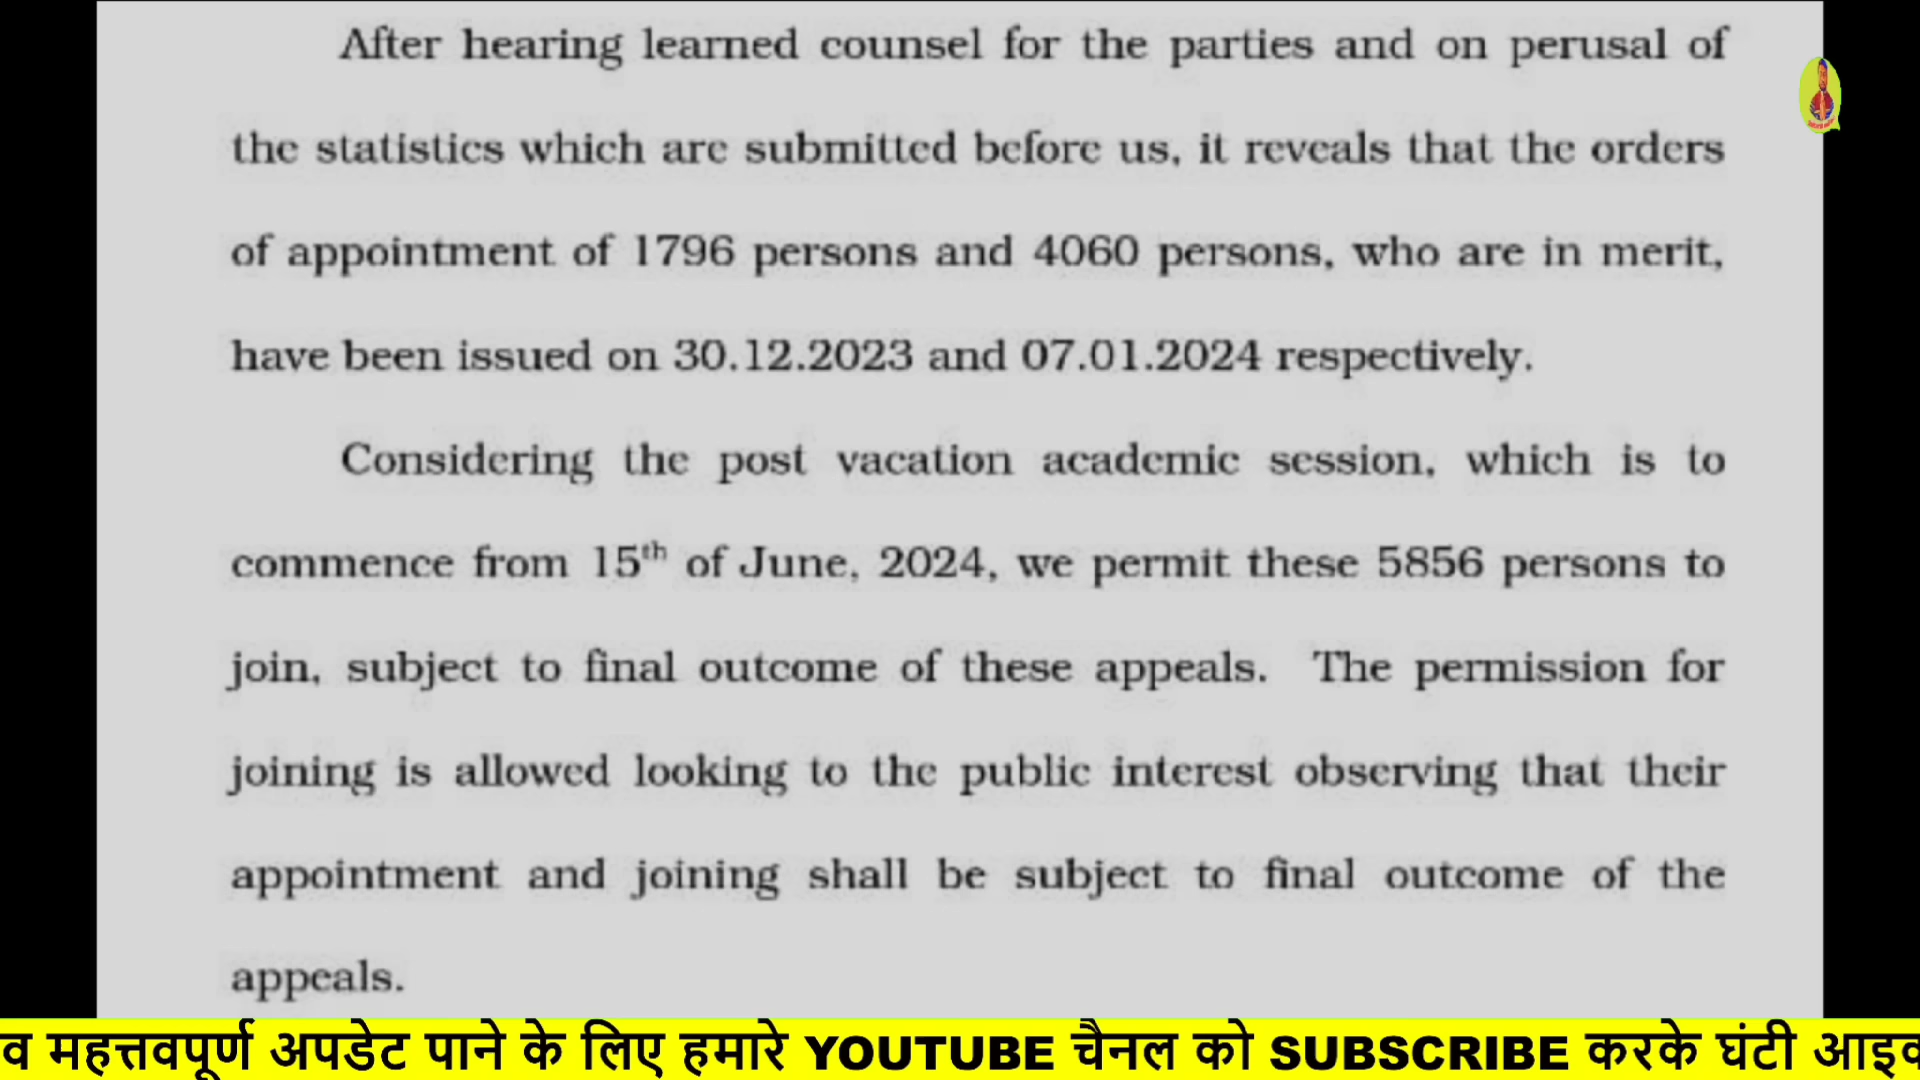 After hearing learned counsel for the parties and on perusal of
the statistics which are submitted before us, it reveals that the orders
of appointment of 1796 persons and 4060 persons, who are in merit,
have been issued on 30.12.2023 and 07.01.2024 respectively.
Considering the post vacation academic session, which is to
commence from 15th of June, 2024, we permit these 5856 persons to
join, subject to final outcome of these appeals. The permission for
joining is allowed looking to the public interest observing that their
appointment and joining shall be subject to final outcome of the
appeals.
व महत्तवपूर्ण अपडेट पाने के लिए हमारे YOUTUBE चैनल को SUBSCRIBE करके घंटी